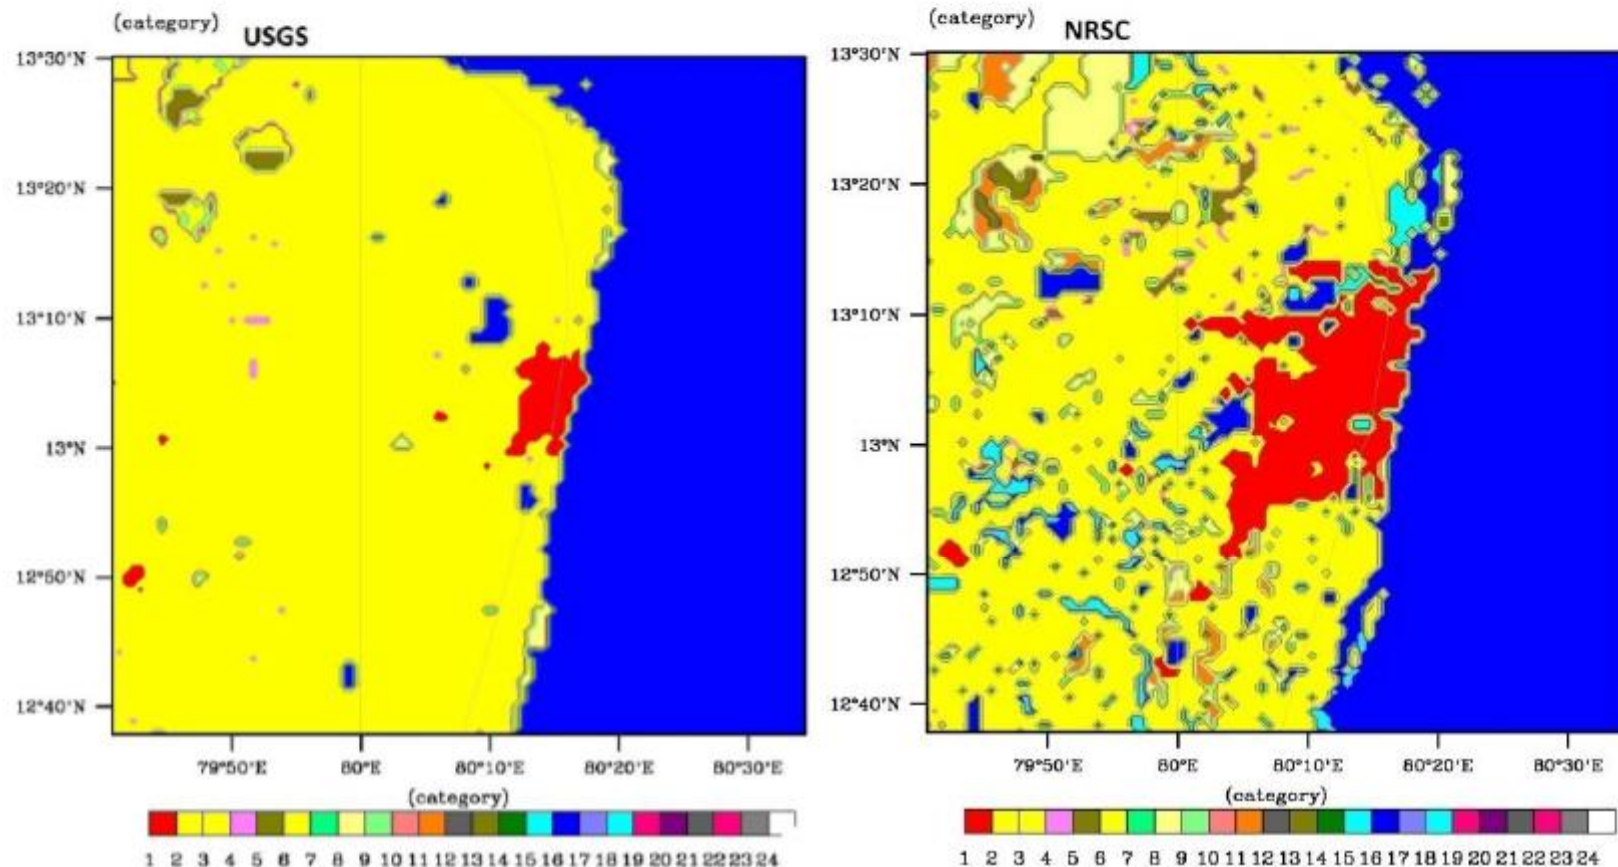 (category)
USGS
13°30'N
13°20'N
13°10'N
13°N
12°50'N
12°40'N
79°50'E 80°E 80°10'E 80°20'E 80°30'E
(category)
1 2 3 4 5 6 7 8 9 10 11 12 13 14 15 16 17 18 19 20 21 22 23 24
(category)
NRSC
13°30'N
13°20'N
13°10'N
13°N
12°50'N
12°40'N
79°50'E 80°E 80°10'E 80°20'E 80°30'E
(category)
1 2 3 4 5 6 7 8 9 10 11 12 13 14 15 16 17 18 19 20 21 22 23 24